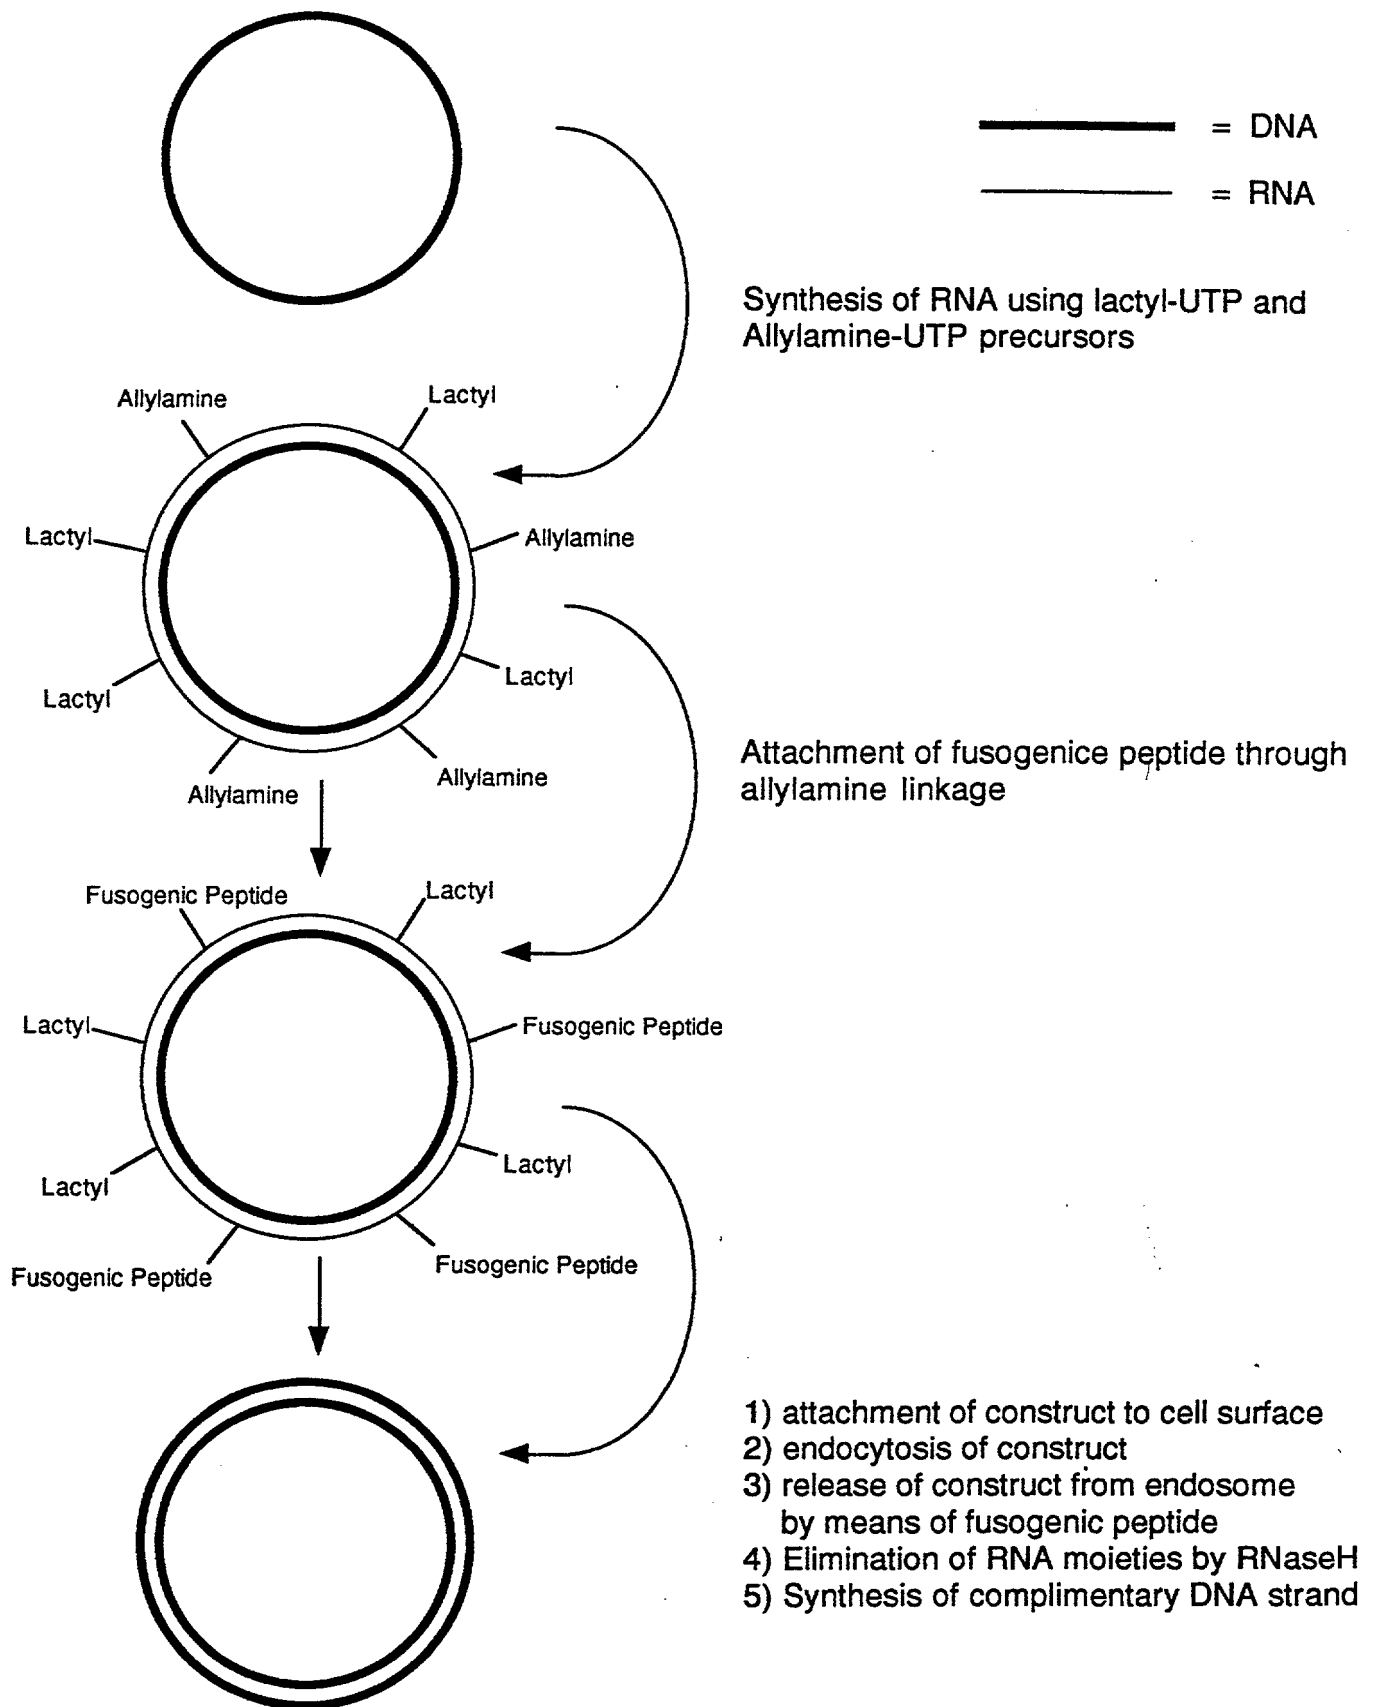 = DNA
= RNA
Synthesis of RNA using lactyl-UTP and
Allylamine-UTP precursors
Allylamine
Lactyl
Lactyl
Allylamine
Lactyl
Lactyl
Allylamine
Allylamine
Attachment of fusogenice peptide through
allylamine linkage
Fusogenic Peptide
Lactyl
Lactyl
Fusogenic Peptide
Lactyl
Lactyl
Fusogenic Peptide
Fusogenic Peptide
1) attachment of construct to cell surface
2) endocytosis of construct
3) release of construct from endosome
by means of fusogenic peptide
4) Elimination of RNA moieties by RNaseH
5) Synthesis of complimentary DNA strand